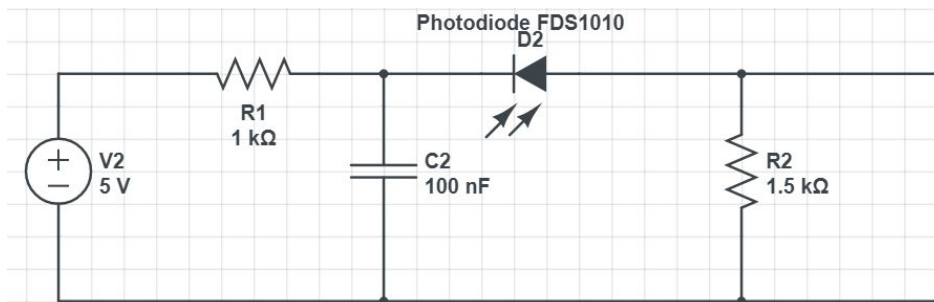 Photodiode FDS1010
D2
R1
1 kΩ
V2
5 V
C2
100 nF
R2
1.5 kΩ